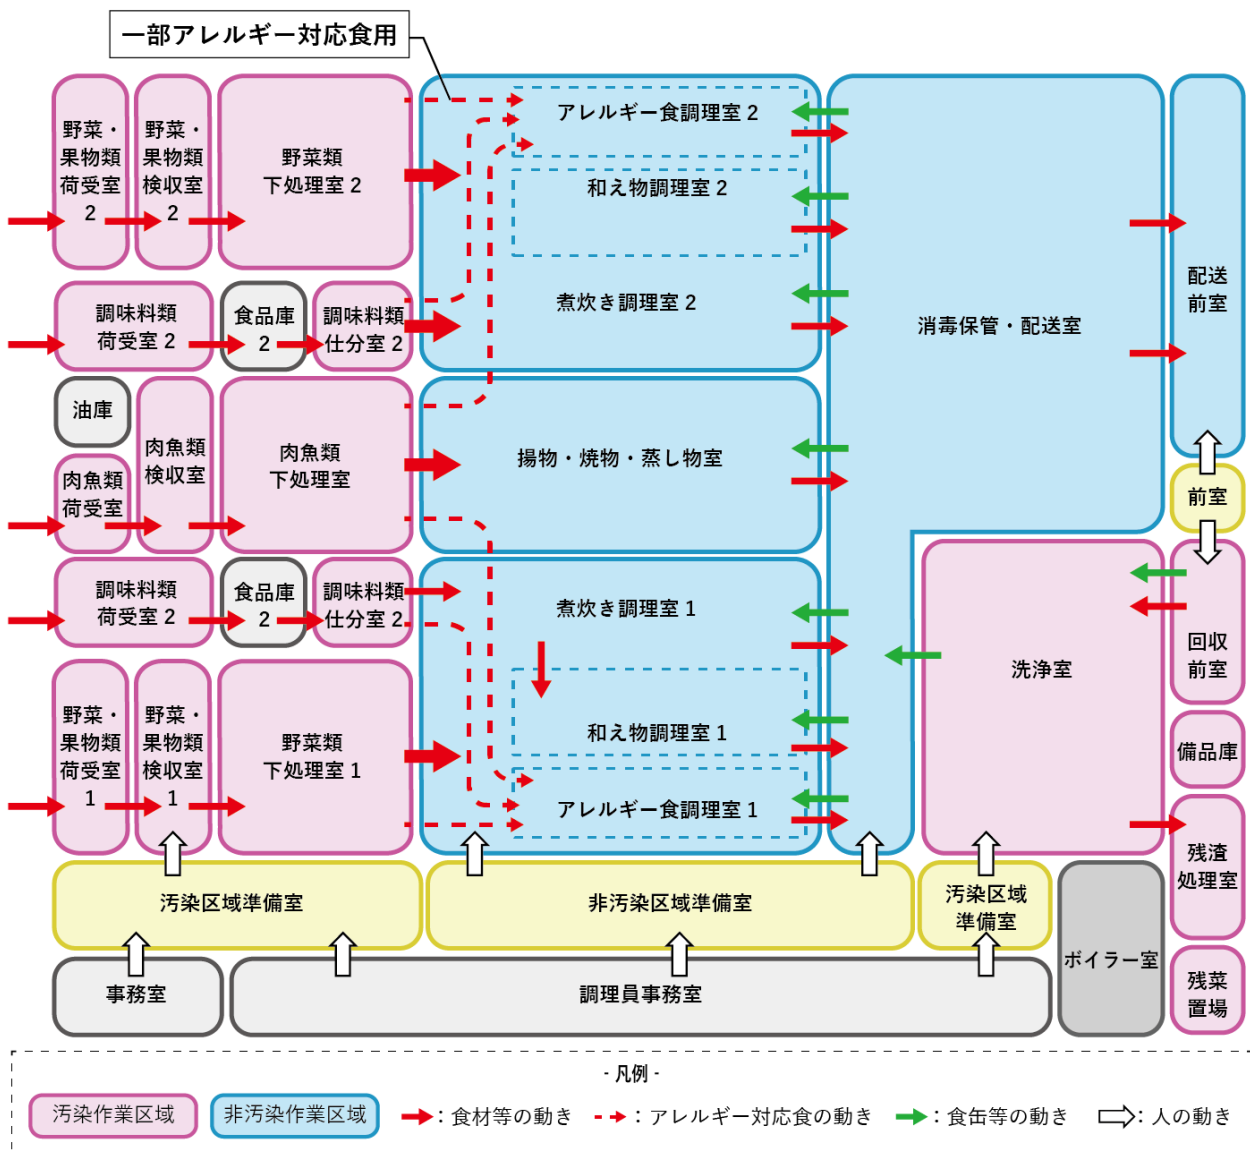 一部アレルギー対応食用
野菜・
果物類
荷受室
2
野菜・
果物類
検収室
2
野菜類
下処理室 2
アレルギー食調理室 2
和え物調理室 2
煮炊き調理室 2
消毒保管・配送室
配送
前室
調味料類
荷受室 2
食品庫
2
調味料類
仕分室 2
油庫
肉魚類
荷受室
肉魚類
検収室
肉魚類
下処理室
揚物・焼物・蒸し物室
前室
調味料類
荷受室 2
食品庫
2
調味料類
仕分室 2
煮炊き調理室 1
和え物調理室 1
アレルギー食調理室 1
洗浄室
回収
前室
備品庫
野菜・
果物類
荷受室
1
野菜・
果物類
検収室
1
野菜類
下処理室 1
残渣
処理室
汚染区域準備室
非汚染区域準備室
汚染区域
準備室
ボイラー室
残菜
置場
事務室
調理員事務室
- 凡例 -
汚染作業区域
非汚染作業区域
：食材等の動き
：アレルギー対応食の動き
：食缶等の動き
：人の動き